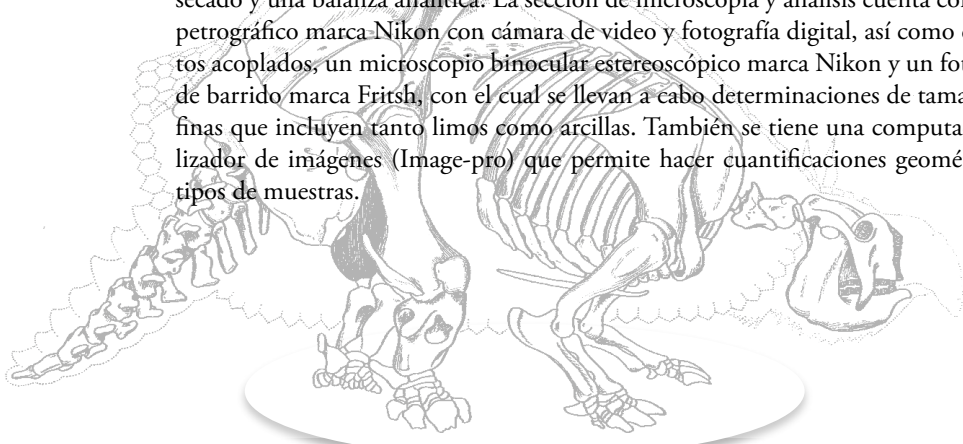 secado y una balanza analítica. La sección de microscopía y análisis cuenta co
petrográfico marca Nikon con cámara de video y fotografía digital, así como
tos acoplados, un microscopio binocular estereoscópico marca Nikon y un fo
de barrido marca Fritsh, con el cual se llevan a cabo determinaciones de tama
finas que incluyen tanto limos como arcillas. También se tiene una computa
lizador de imágenes (Image-pro) que permite hacer cuantificaciones geomé
tipos de muestras.